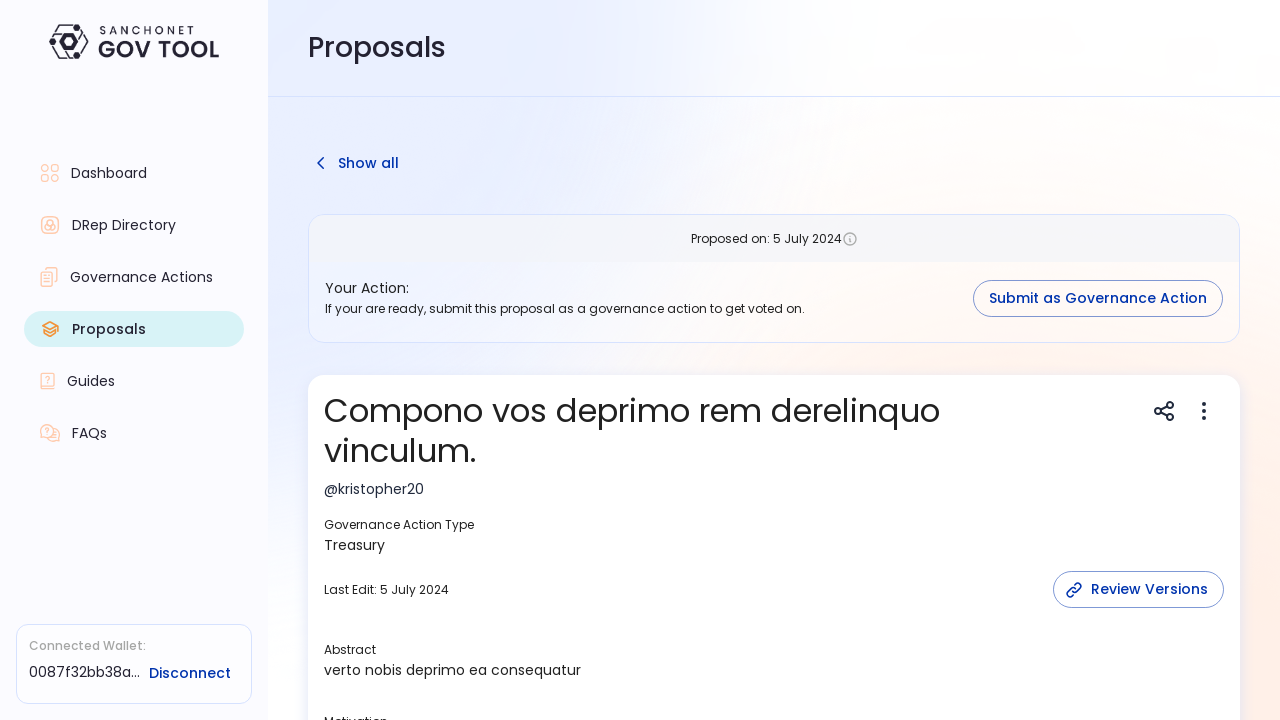 SANCHONET
GOV TOOL
Dashboard
DRep Directory
Governance Actions
Proposals
Guides
FAQs
Connected Wallet:
0087f32bb38a...
Disconnect
Proposals
Show all
Proposed on: 5 July 2024
Your Action:
If your are ready, submit this proposal as a governance action to get voted on.
Submit as Governance Action
Compono vos deprimo rem derelinquo
vinculum.
@kristopher20
Governance Action Type
Treasury
Last Edit: 5 July 2024
Review Versions
Abstract
verto nobis deprimo ea consequatur
Motivation